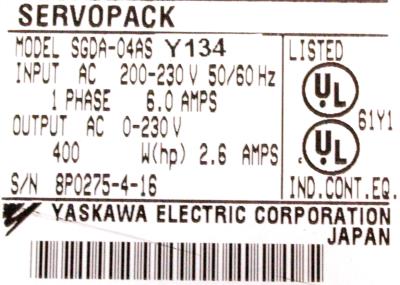 SERVOPACK
MODEL SGDA-04AS Y134
INPUT AC 200-230V 50/60 Hz
1 PHASE 6.0 AMPS
OUTPUT AC 0-230V
400 W(hp) 2.6 AMPS
S/N 8P0275-4-16
LISTED
UL
61Y1
UL
IND.CONT.EQ.
YASKAWA ELECTRIC CORPORATION
JAPAN